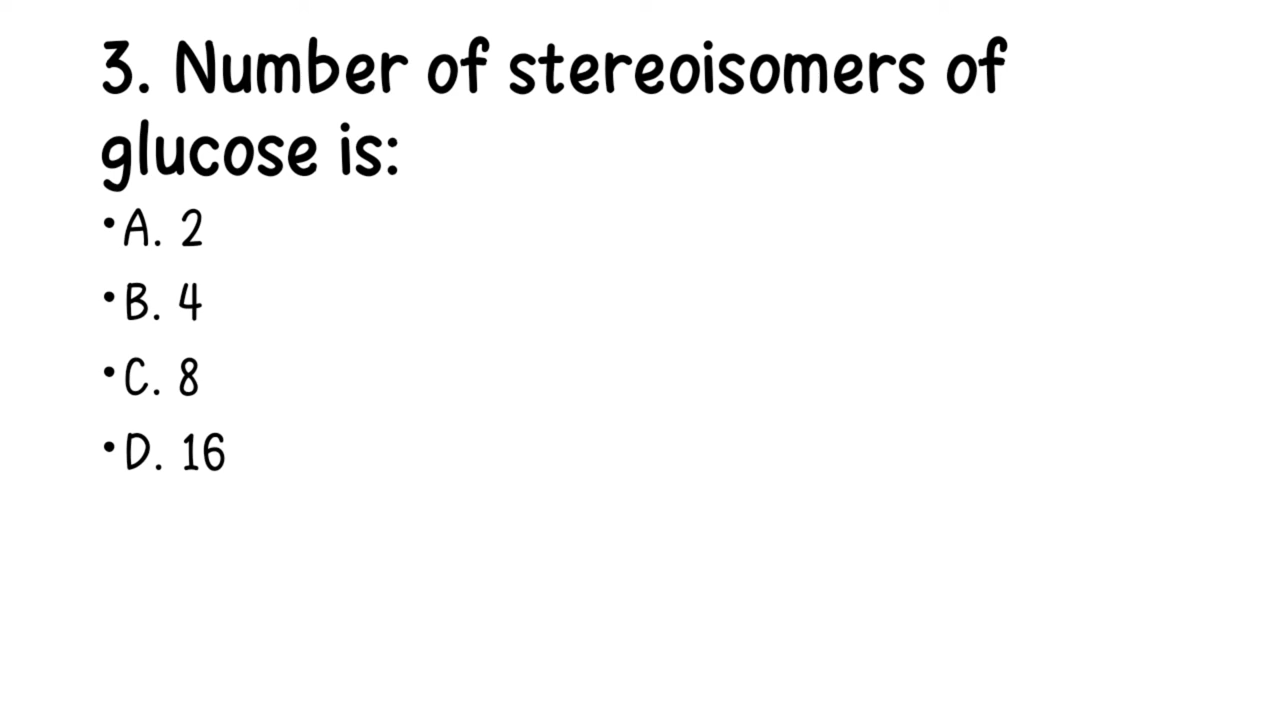 3. Number of stereoisomers of
glucose is:
•A. 2
•B. 4
•C. 8
•D. 16